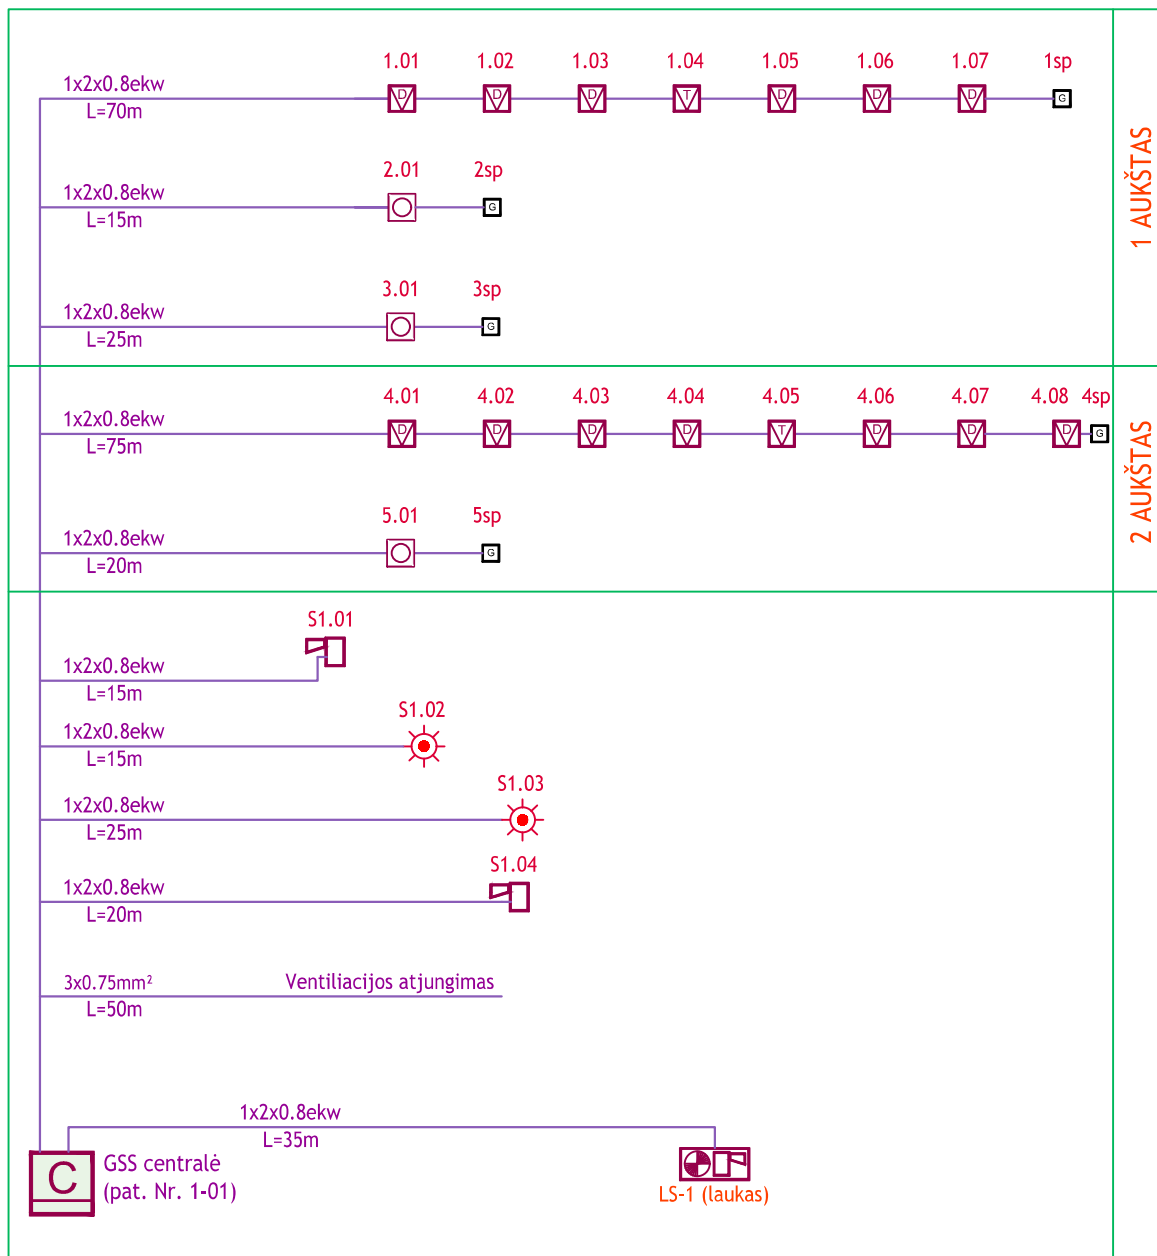 1.01 1.02 1.03 1.04 1.05 1.06 1.07 1sp
1x2x0.8ekw
D D D T D D D G
L=70m
2.01 2sp
1x2x0.8ekw
G
L=15m
3.01 3sp
1x2x0.8ekw
G
L=25m
1 AUKŠTAS
4.01 4.02 4.03 4.04 4.05 4.06 4.07 4.08 4sp
1x2x0.8ekw
D D D D T D D D G
L=75m
5.01 5sp
1x2x0.8ekw
G
L=20m
2 AUKŠTAS
S1.01
1x2x0.8ekw
L=15m
S1.02
1x2x0.8ekw
L=15m
S1.03
1x2x0.8ekw
L=25m
S1.04
1x2x0.8ekw
L=20m
3x0.75mm² Ventiliacijos atjungimas
L=50m
1x2x0.8ekw
L=35m
C
GSS centralė
(pat. Nr. 1-01)
LS-1 (laukas)